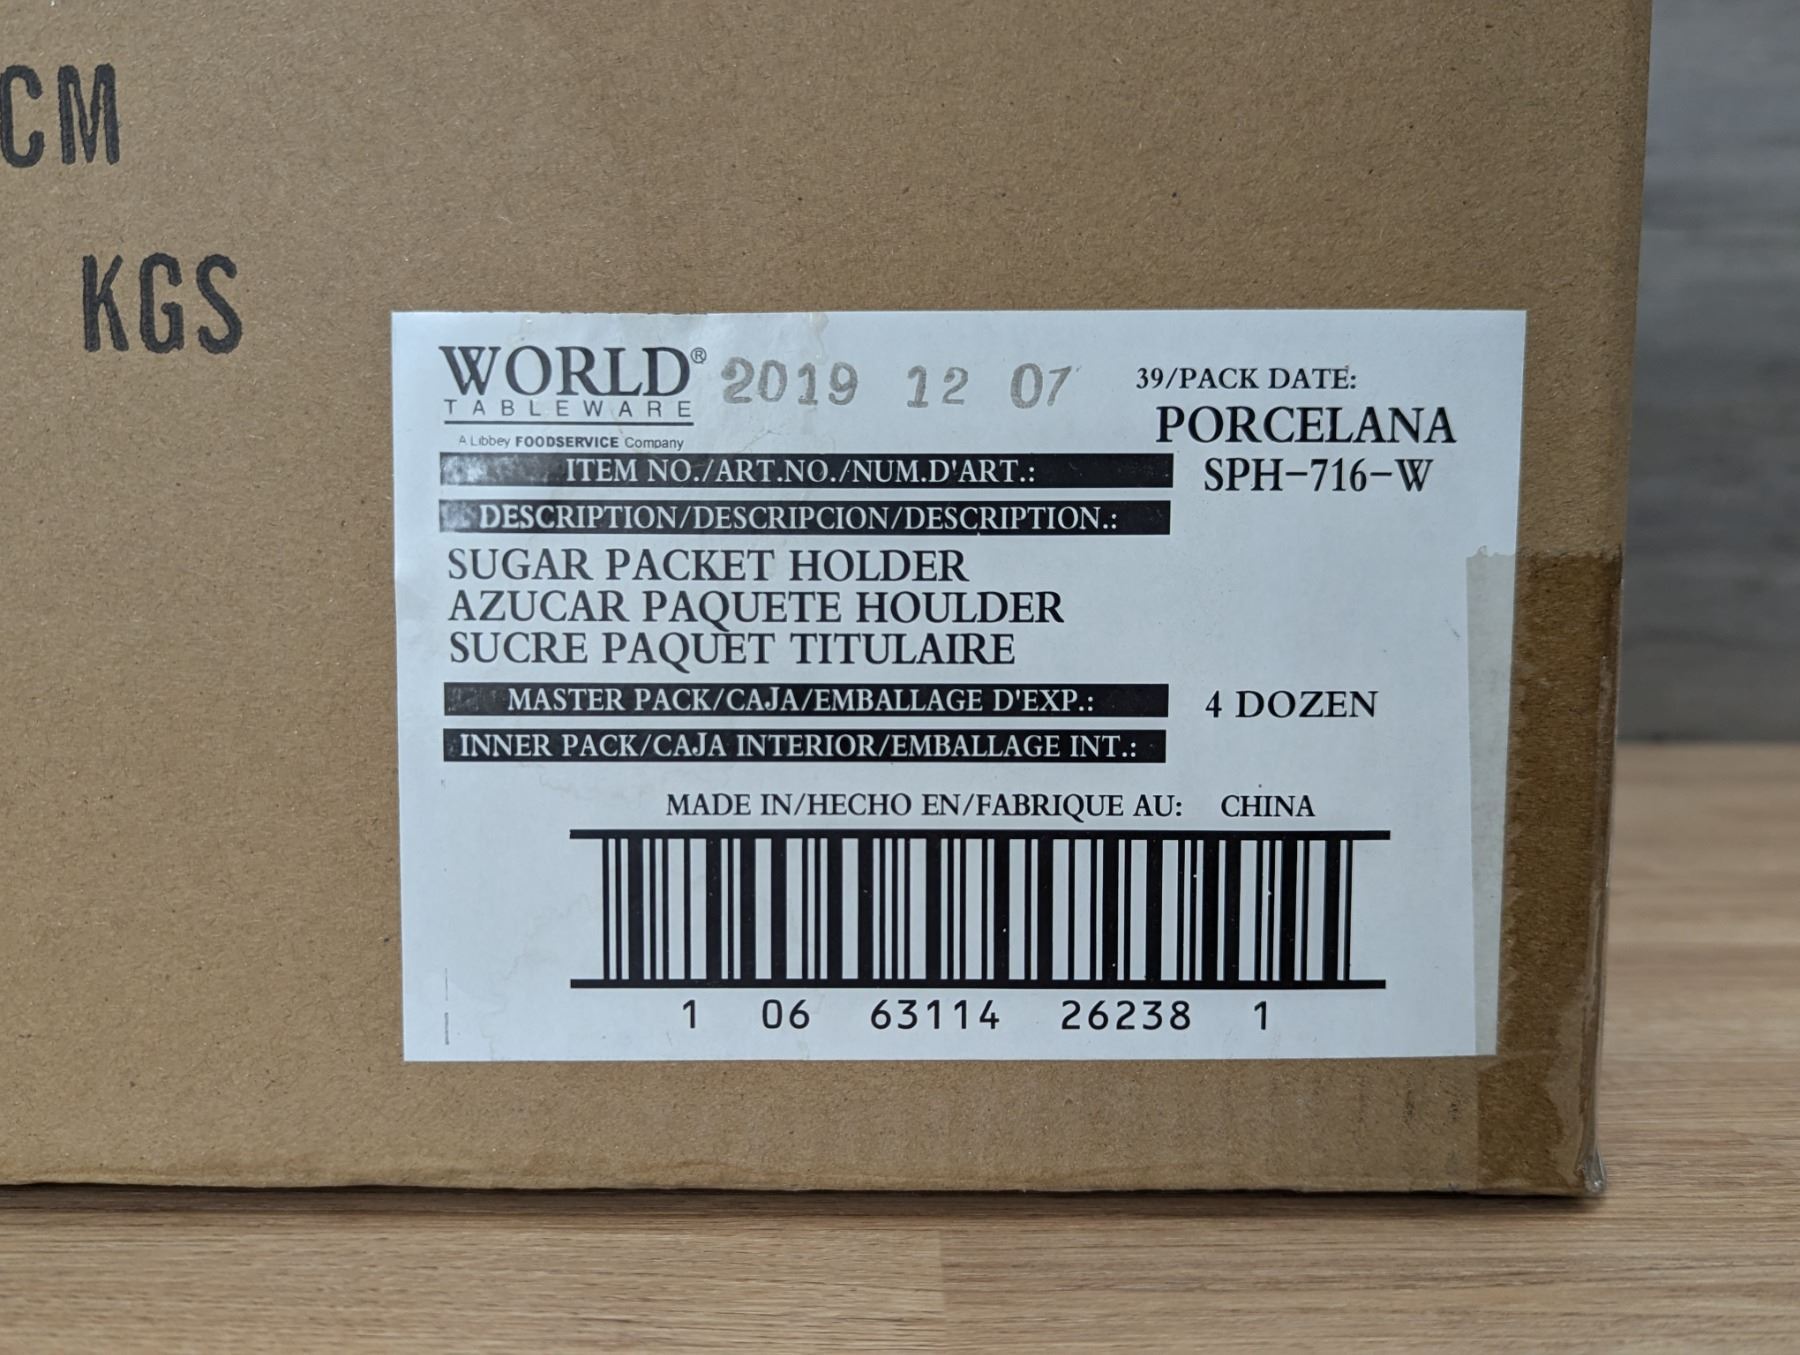 CM
KGS
WORLD® 2019 12 07 39/PACK DATE:
TABLEWARE PORCELANA
A Libbey FOODSERVICE Company
ITEM NO./ART.NO./NUM.D'ART.: SPH-716-W
DESCRIPTION/DESCRIPCION/DESCRIPTION.:
SUGAR PACKET HOLDER
AZUCAR PAQUETE HOULDER
SUCRE PAQUET TITULAIRE
MASTER PACK/CAJA/EMBALLAGE D'EXP.: 4 DOZEN
INNER PACK/CAJA INTERIOR/EMBALLAGE INT.:
MADE IN/HECHO EN/FABRIQUE AU: CHINA
1 06 63114 26238 1